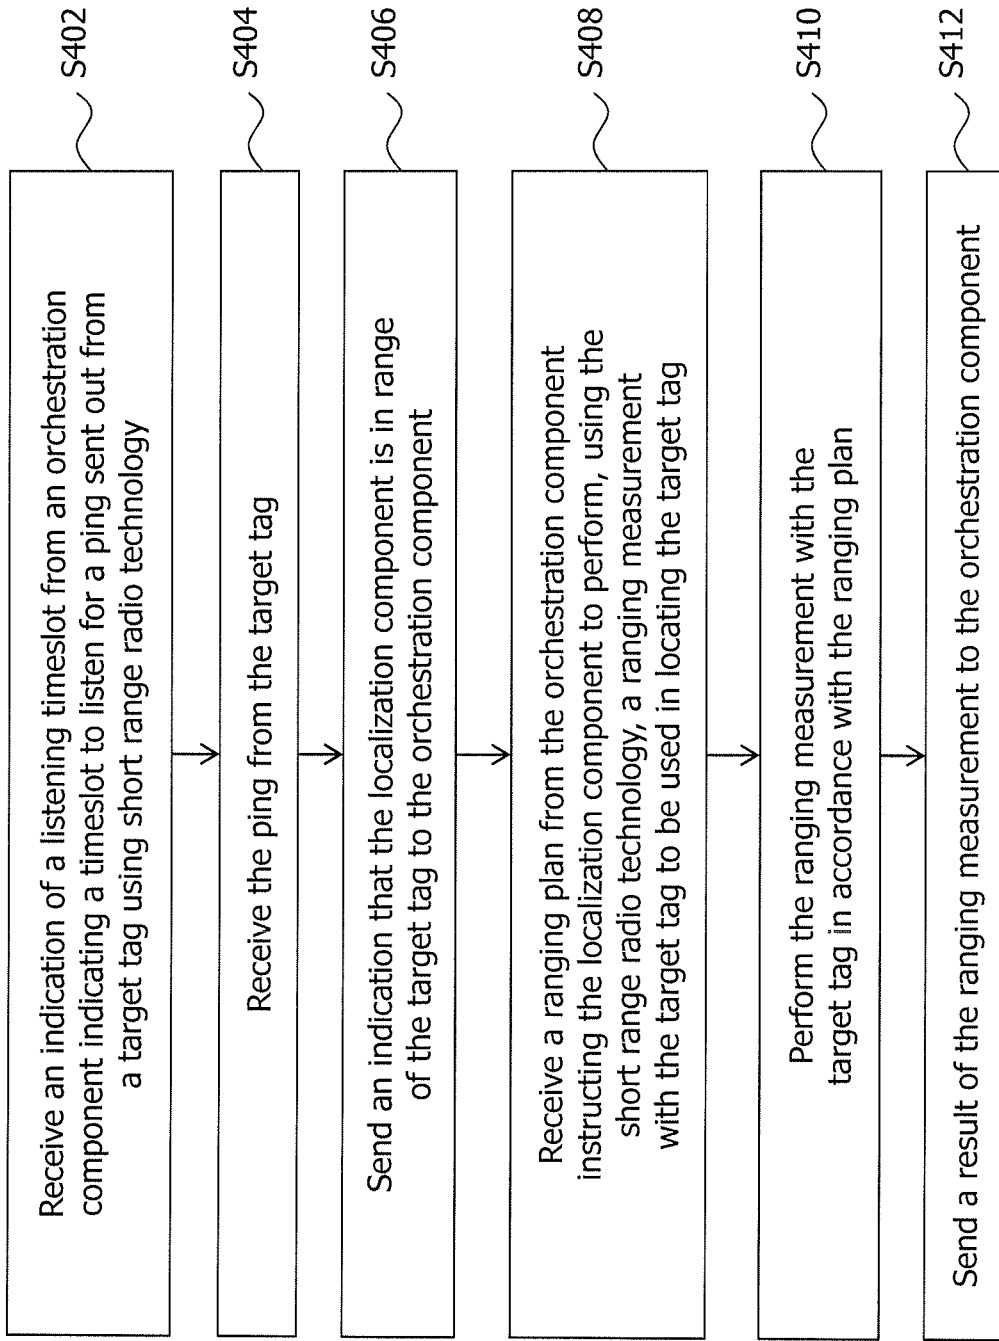 Receive an indication of a listening timeslot from an orchestration
component indicating a timeslot to listen for a ping sent out from
a target tag using short range radio technology
S402
Receive the ping from the target tag
S404
Send an indication that the localization component is in range
of the target tag to the orchestration component
S406
Receive a ranging plan from the orchestration component
instructing the localization component to perform, using the
short range radio technology, a ranging measurement
with the target tag to be used in locating the target tag
S408
Perform the ranging measurement with the
target tag in accordance with the ranging plan
S410
Send a result of the ranging measurement to the orchestration component
S412